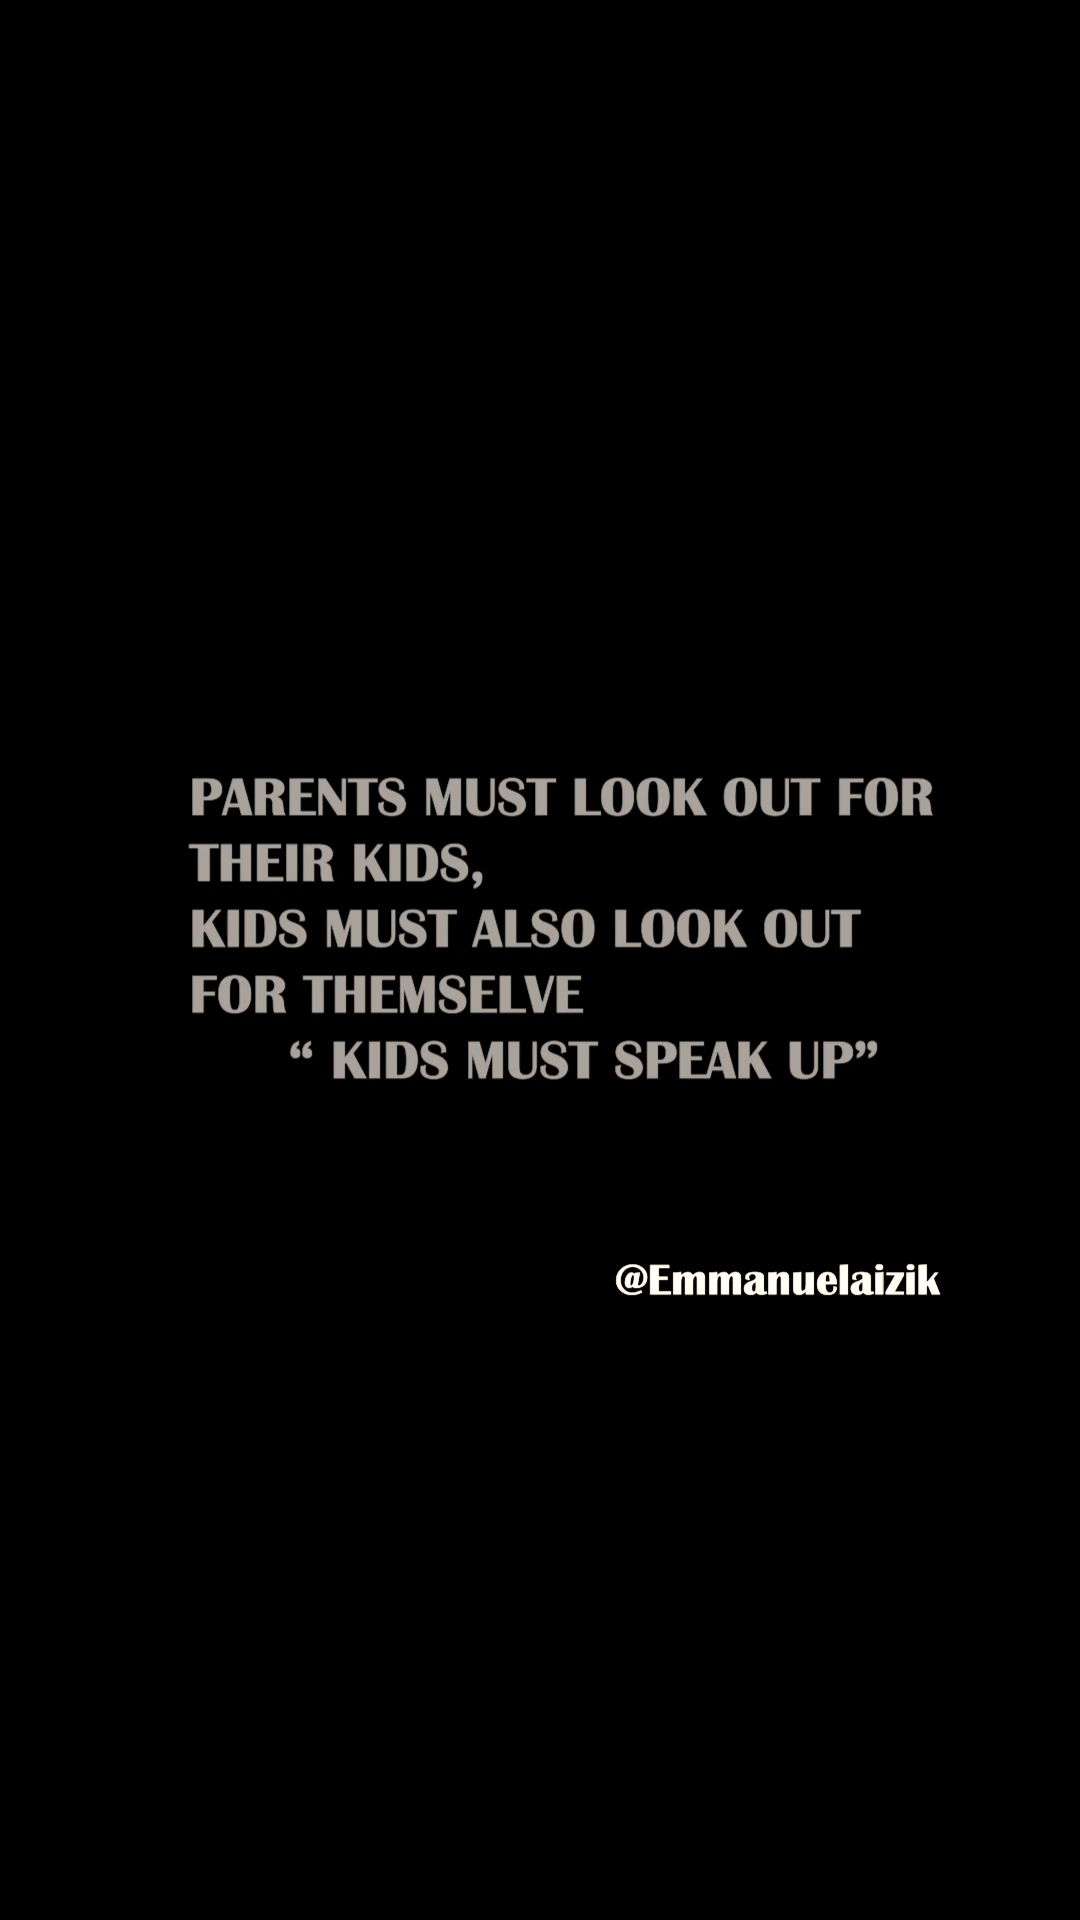 PARENTS MUST LOOK OUT FOR
THEIR KIDS,
KIDS MUST ALSO LOOK OUT
FOR THEMSELVE
“ KIDS MUST SPEAK UP”
@Emmanuelaizik